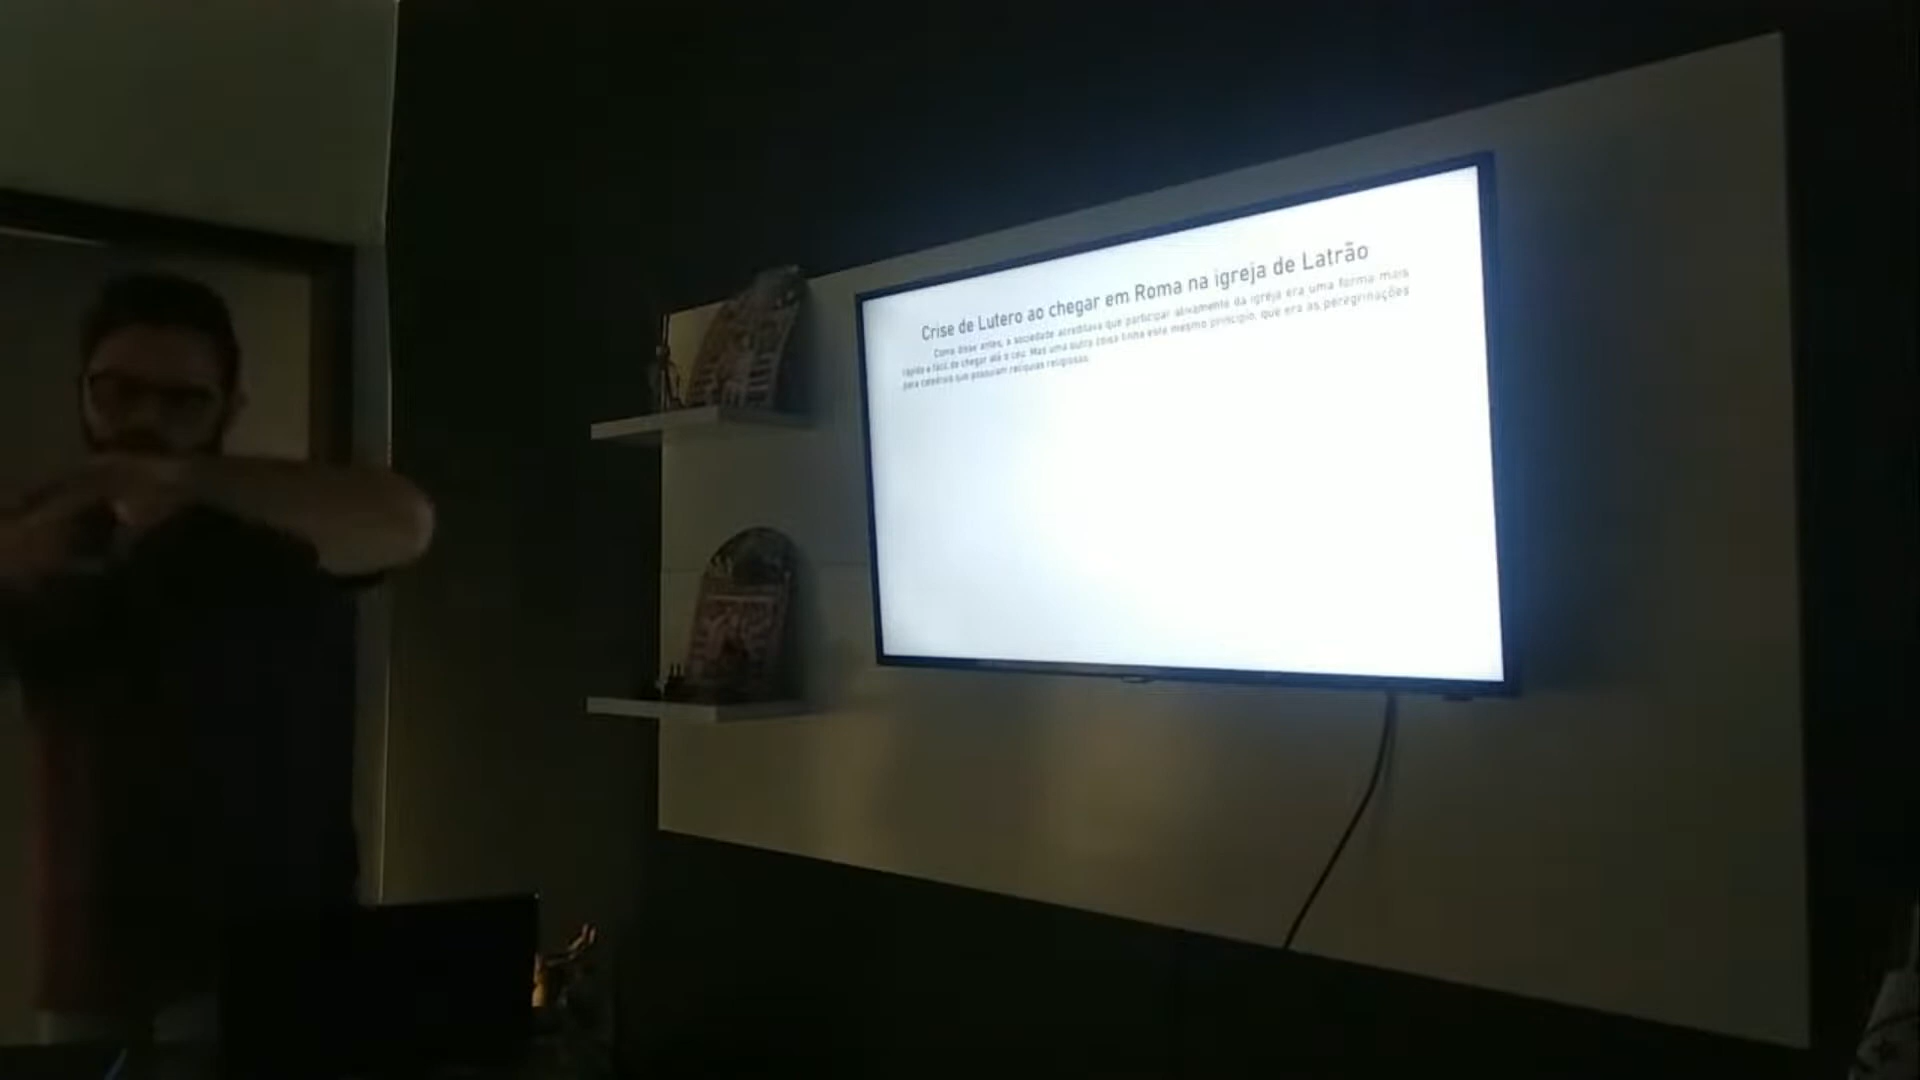 Crise de Lutero ao chegar em Roma na igreja de Latrão
Como disse antes, a sociedade acreditava que participar ativamente da igreja era uma forma mais
rápida e fácil de chegar até o céu. Mas uma outra coisa tinha este mesmo princípio, que era as peregrinações
para catedrais que possuíam relíquias religiosas.